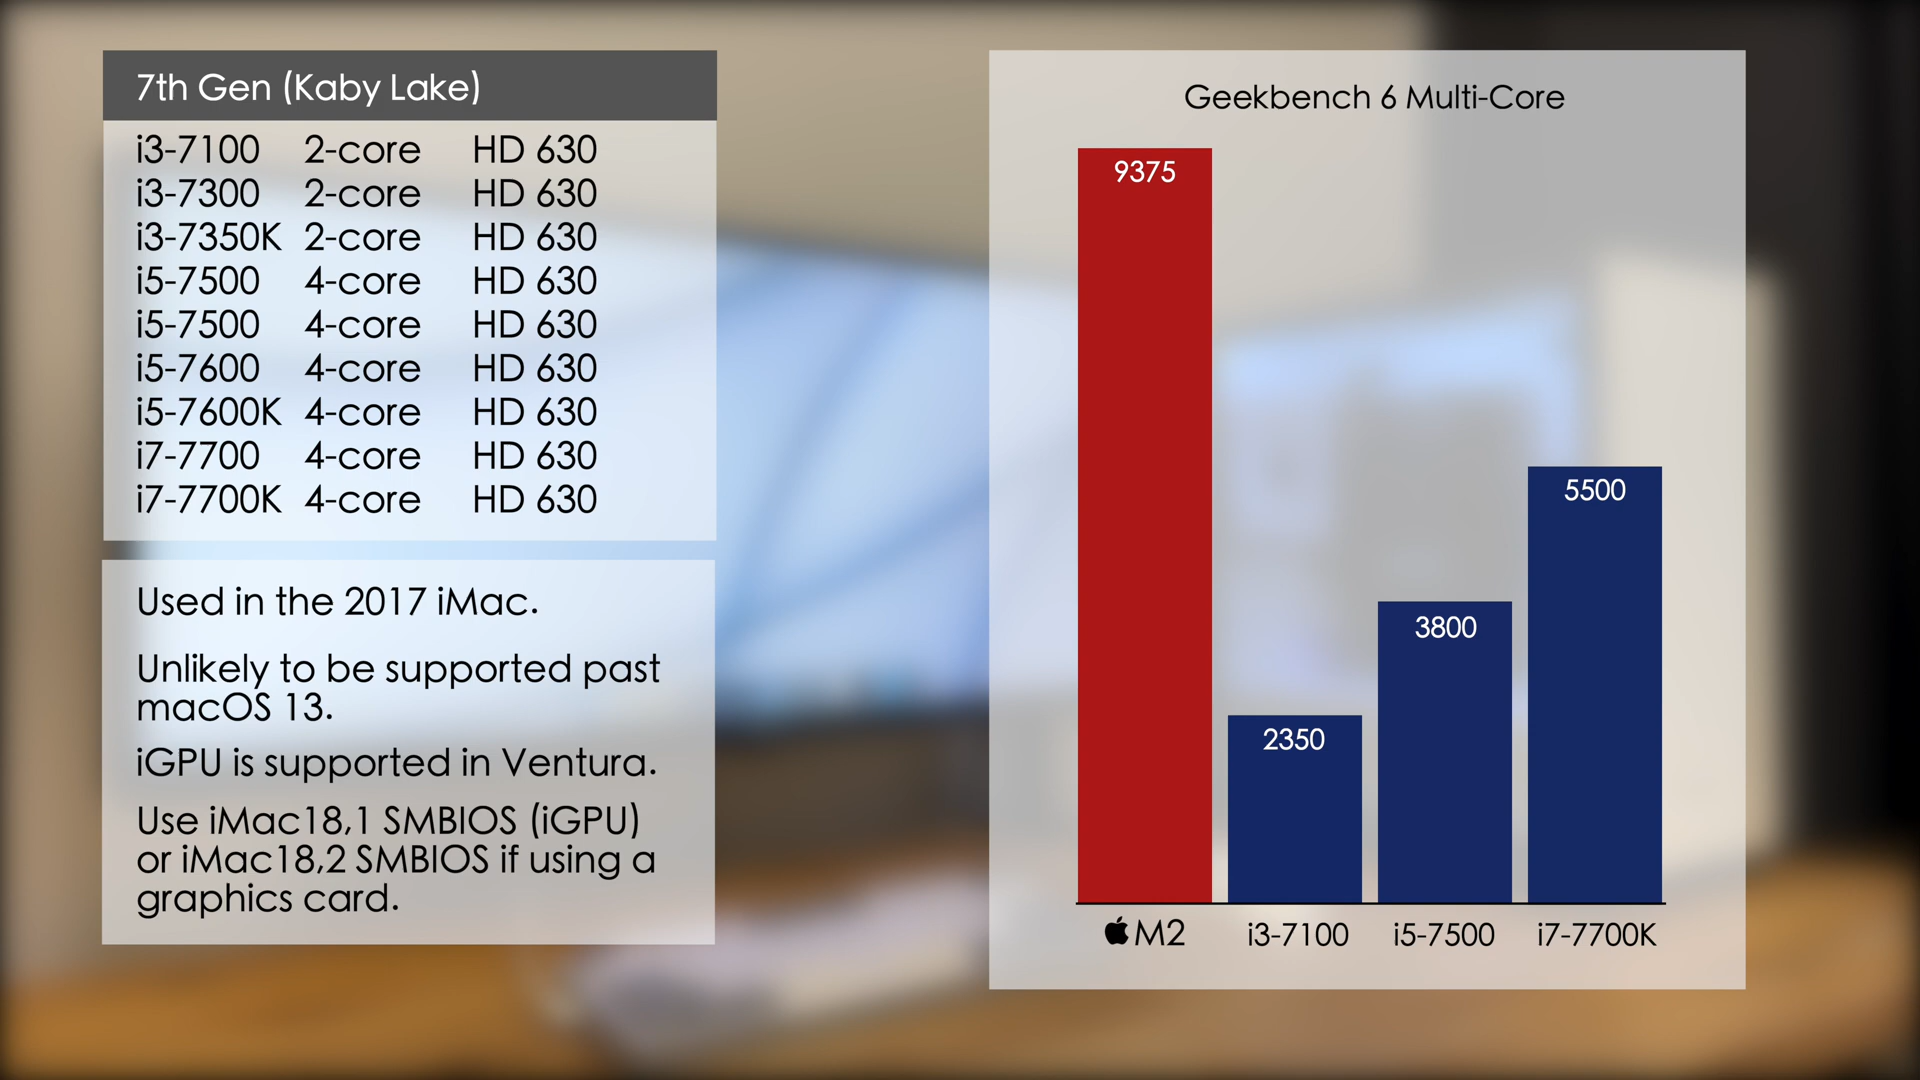 7th Gen (Kaby Lake)
i3-7100 2-core HD 630
i3-7300 2-core HD 630
i3-7350K 2-core HD 630
i5-7500 4-core HD 630
i5-7500 4-core HD 630
i5-7600 4-core HD 630
i5-7600K 4-core HD 630
i7-7700 4-core HD 630
i7-7700K 4-core HD 630
Used in the 2017 iMac.
Unlikely to be supported past
macOS 13.
iGPU is supported in Ventura.
Use iMac18,1 SMBIOS (iGPU)
or iMac18,2 SMBIOS if using a
graphics card.
Geekbench 6 Multi-Core
9375
2350
3800
5500
M2 i3-7100 i5-7500 i7-7700K